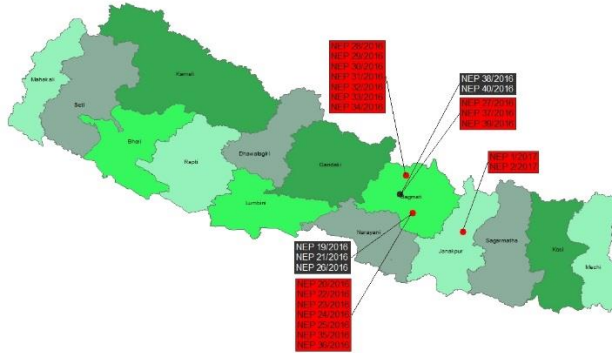 NEP 28/2016
NEP 29/2016
NEP 30/2016
NEP 31/2016
NEP 32/2016
NEP 33/2016
NEP 34/2016
NEP 38/2016
NEP 40/2016
NEP 27/2016
NEP 37/2016
NEP 39/2016
NEP 1/2017
NEP 2/2017
Mahakali
Seti
Karnali
Bheri
Rapti
Dhawalagiri
Gandaki
Lumbini
Bagmati
Narayani
Janakpur
Sagarmatha
Koshi
Mechi
NEP 19/2016
NEP 21/2016
NEP 26/2016
NEP 20/2016
NEP 22/2016
NEP 23/2016
NEP 24/2016
NEP 25/2016
NEP 35/2016
NEP 36/2016